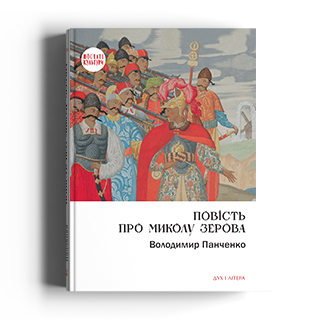 ПОСТАТІ
КУЛЬТУРИ
ПОВІСТЬ
ПРО МИКОЛУ ЗЕРОВА
Володимир Панченко
ДУХ І ЛІТЕРА